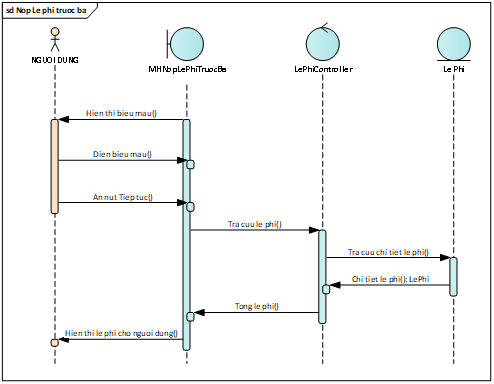 sd Nop Le phi truoc ba
NGUOI DUNG
MHNopLePhiTruocBa
LePhiController
Le Phi
Hien thi bieu mau()
Dien bieu mau()
An nut Tiep tuc()
Tra cuu le phi()
Tra cuu chi tiet le phi()
Chi tiet le phi(): LePhi
Tong le phi()
Hien thi le phi cho nguoi dung()